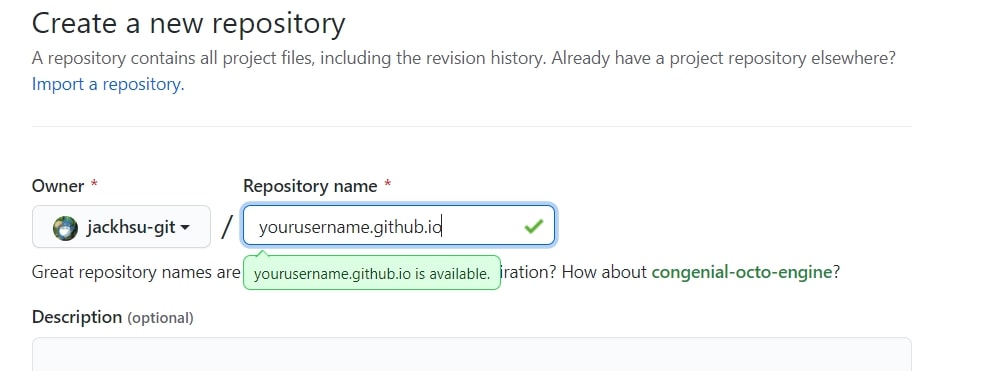 Create a new repository
A repository contains all project files, including the revision history. Already have a project repository elsewhere?
Import a repository.
Owner * Repository name *
jackhsu-git / yourusername.github.io
Great repository names are iration? How about congenial-octo-engine?
yourusername.github.io is available.
Description (optional)